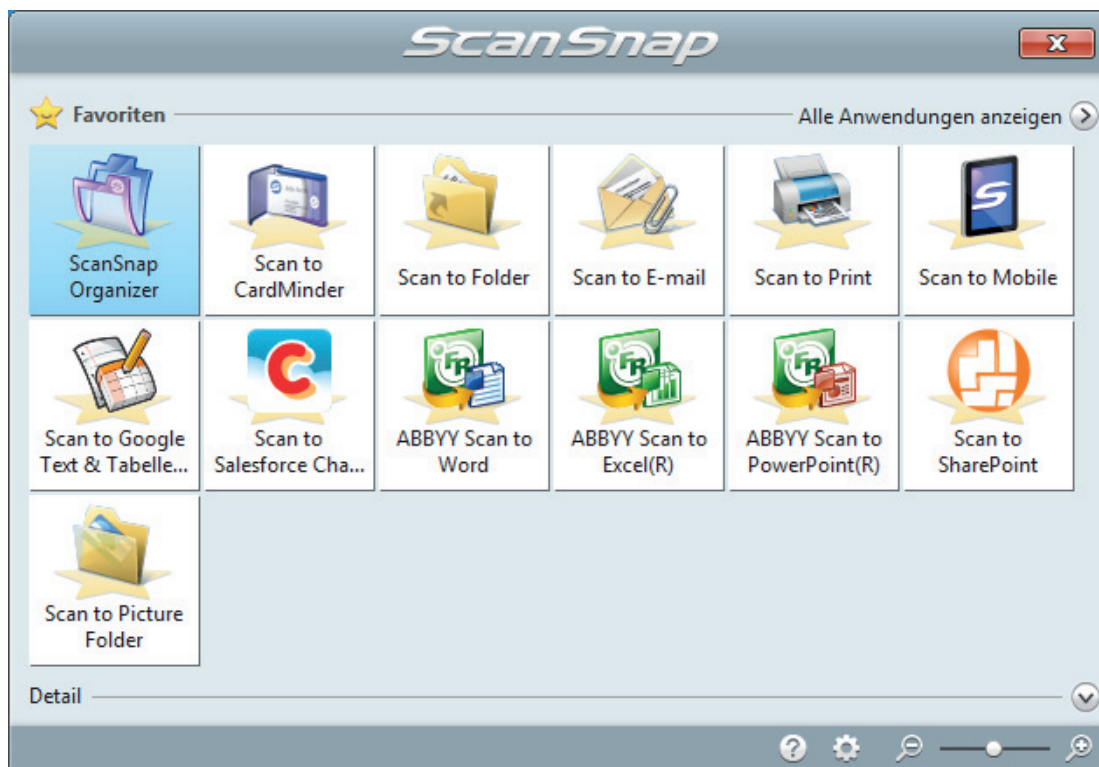 ScanSnap
Favoriten
Alle Anwendungen anzeigen
ScanSnap
Organizer
Scan to
CardMinder
Scan to Folder
Scan to E-mail
Scan to Print
Scan to Mobile
Scan to Google
Text & Tabelle...
Scan to
Salesforce Cha...
ABBYY Scan to
Word
ABBYY Scan to
Excel(R)
ABBYY Scan to
PowerPoint(R)
Scan to
SharePoint
Scan to Picture
Folder
Detail